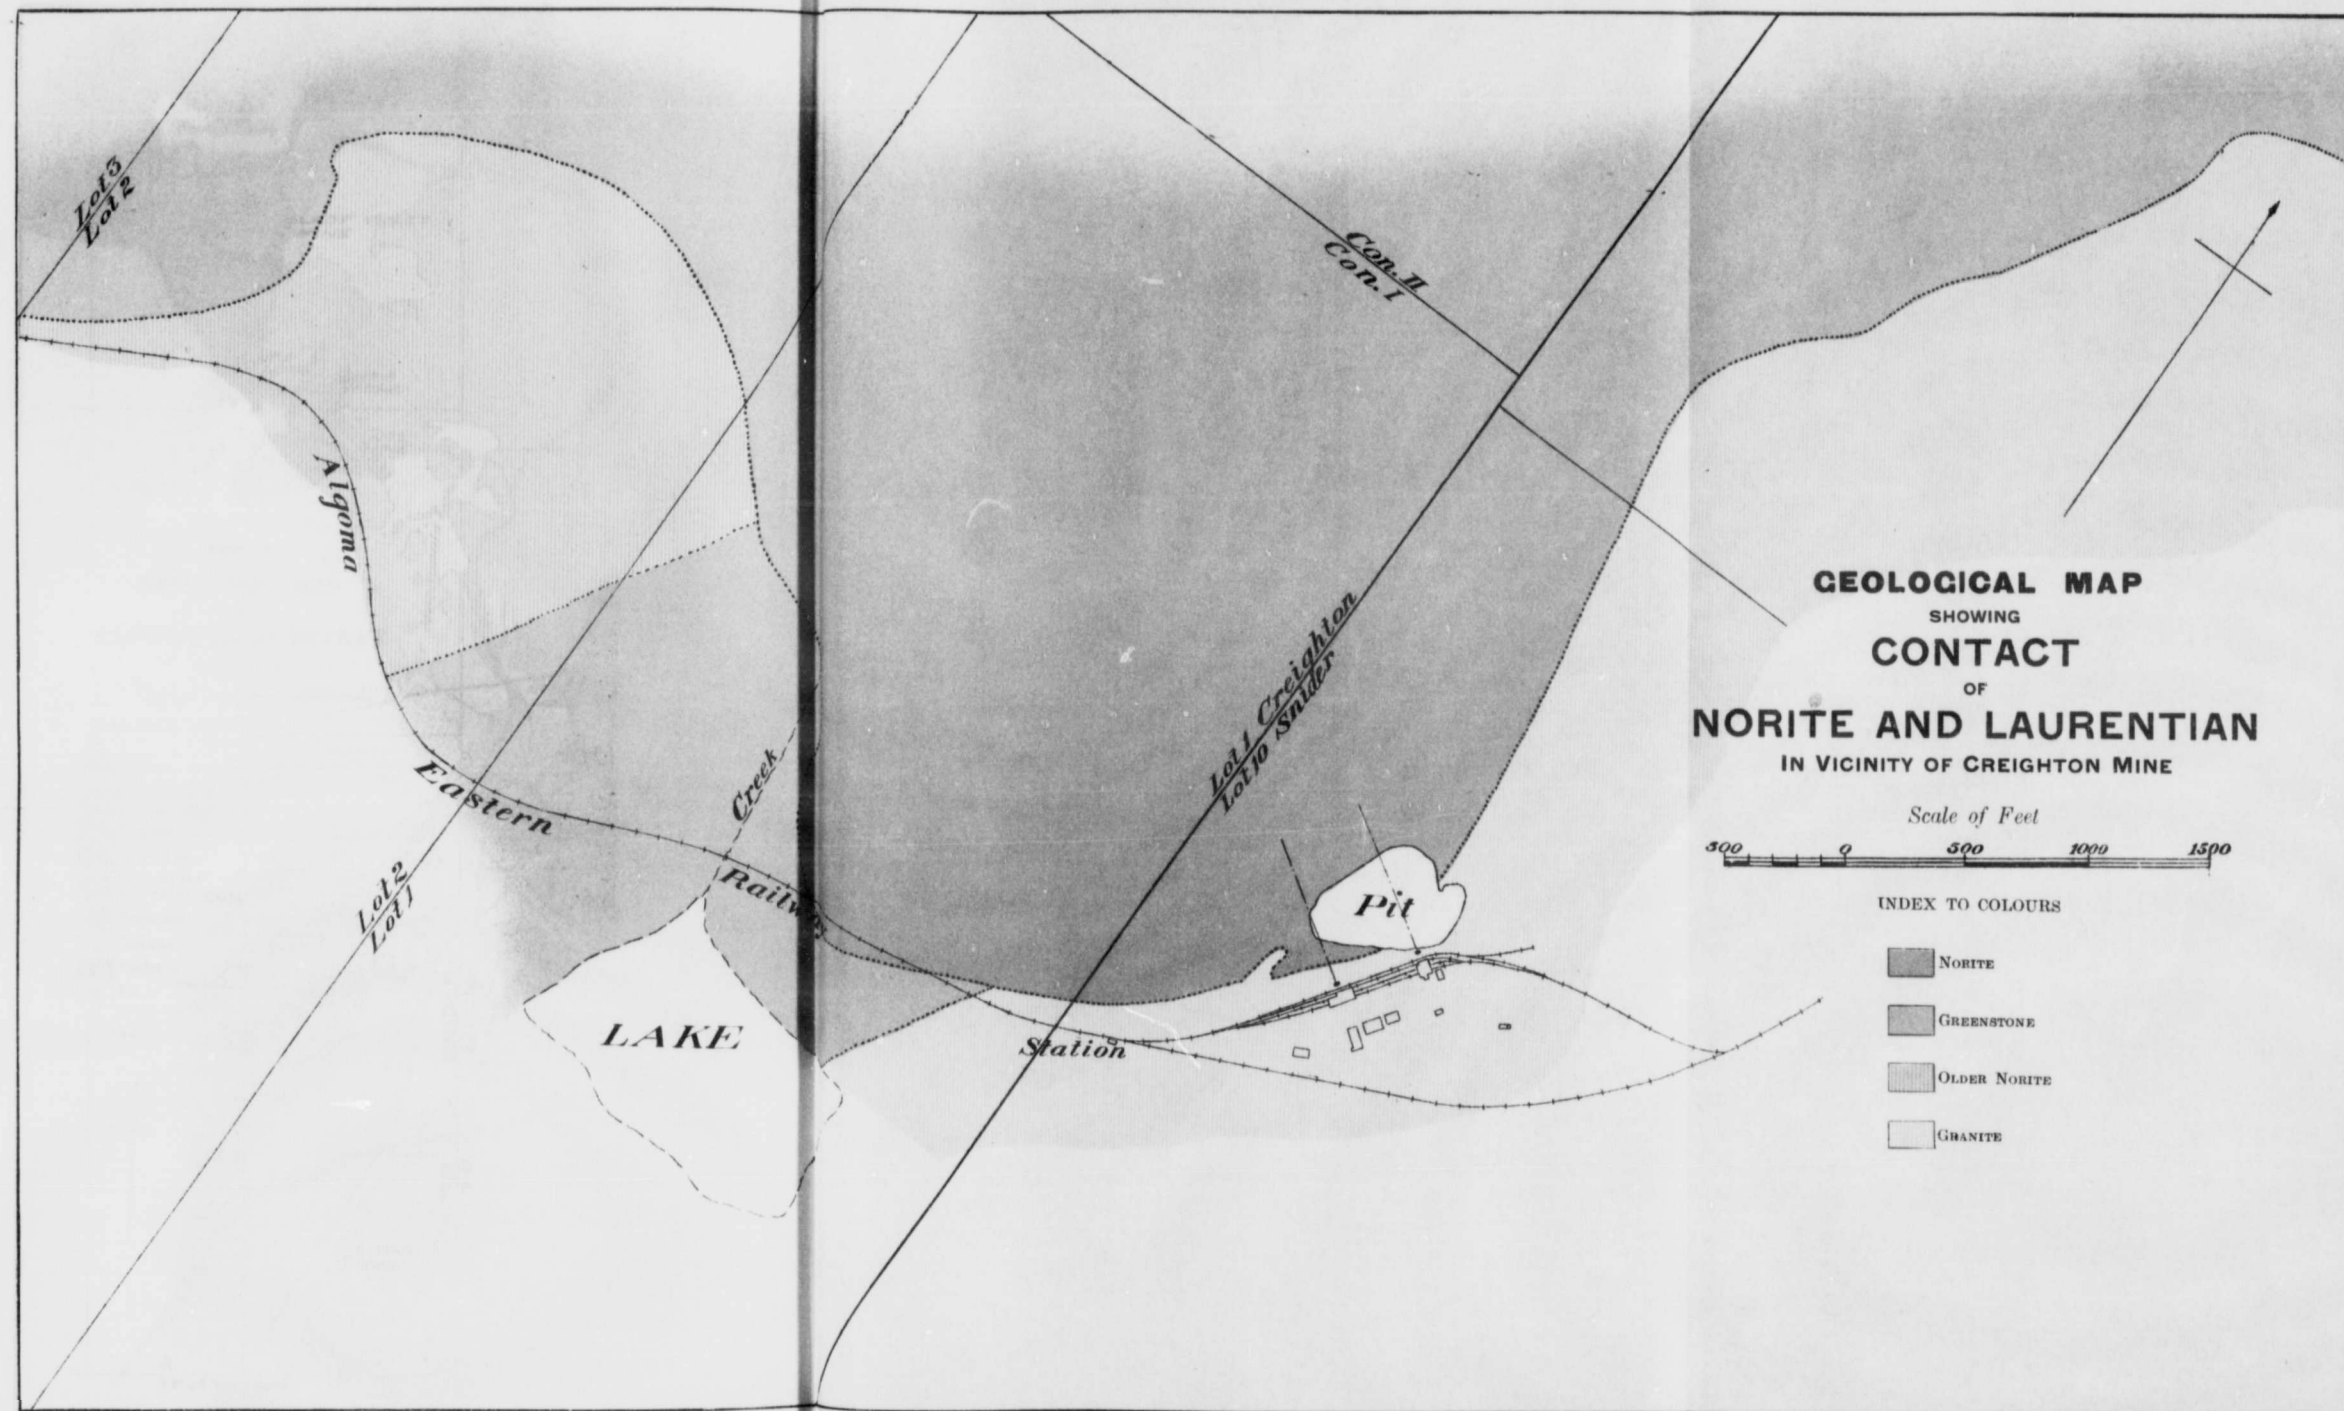 Lot 3
Lot 2
Con. II
Con. I
Algoma
Eastern
Railway
Creek
Lot 2
Lot 1
Lot 1 Creighton
Lot 10 Snider
Pit
LAKE
Station
GEOLOGICAL MAP
SHOWING
CONTACT
OF
NORITE AND LAURENTIAN
IN VICINITY OF CREIGHTON MINE
Scale of Feet
500 0 500 1000 1500
INDEX TO COLOURS
NORITE
GREENSTONE
OLDER NORITE
GRANITE